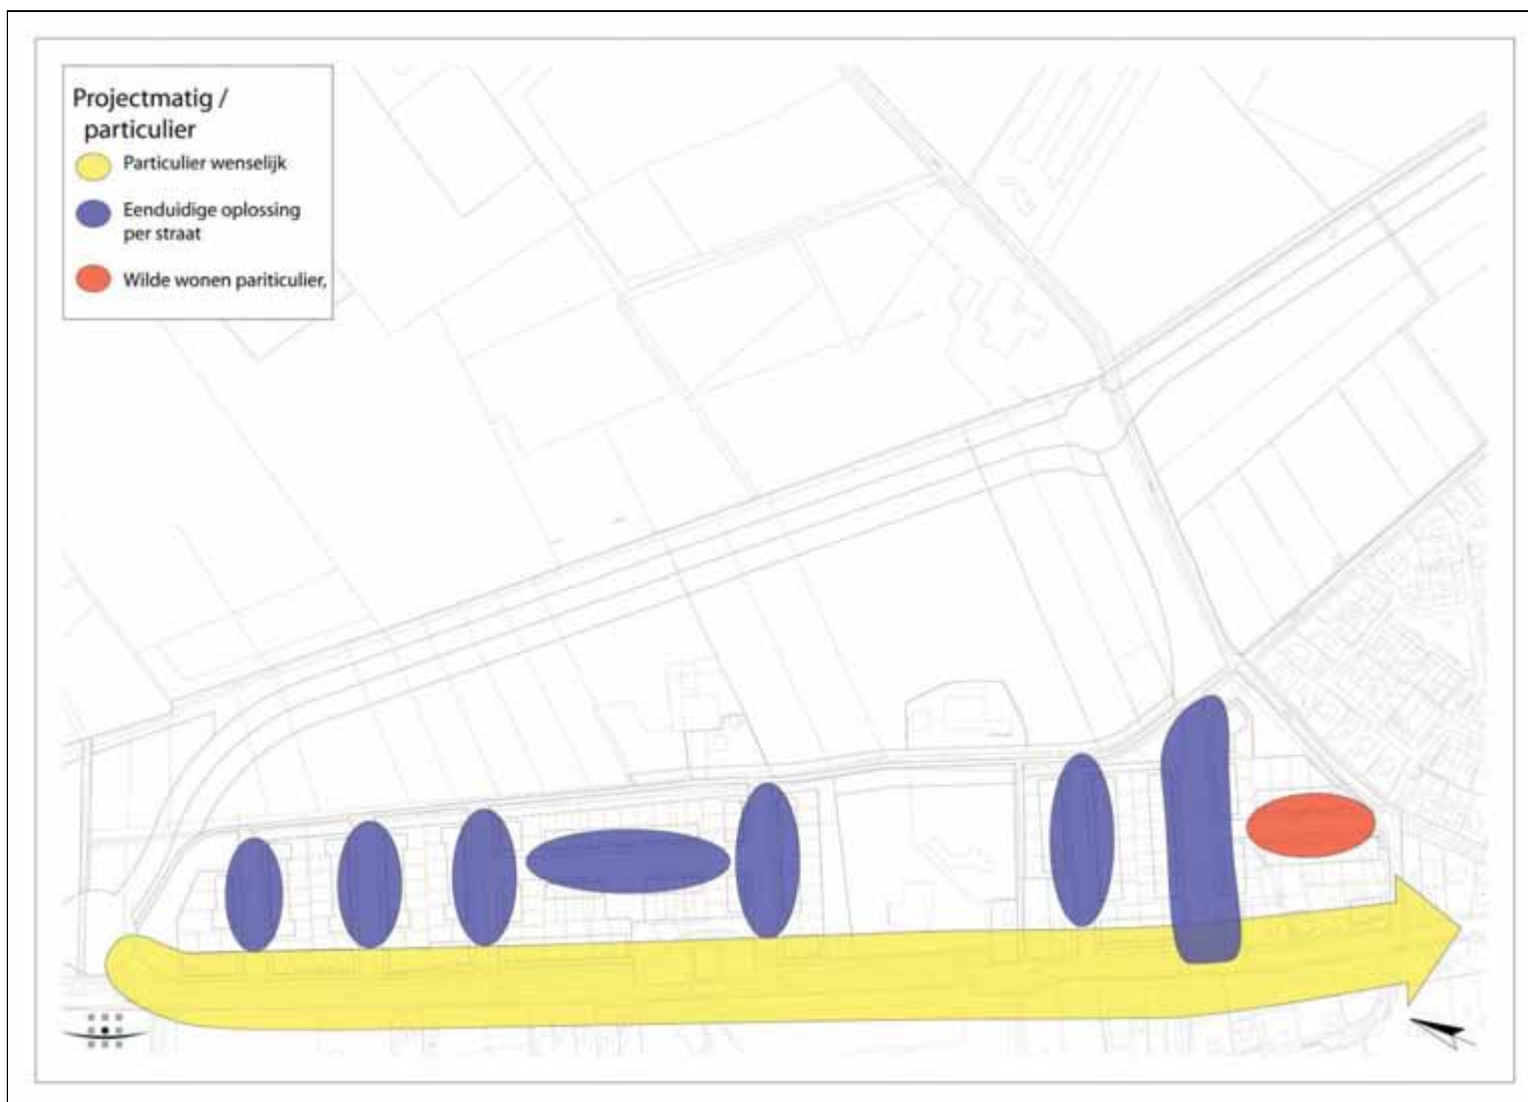 Projectmatig /
particulier
Particulier wenselijk
Eenduidige oplossing
per straat
Wilde wonen pariticulier,